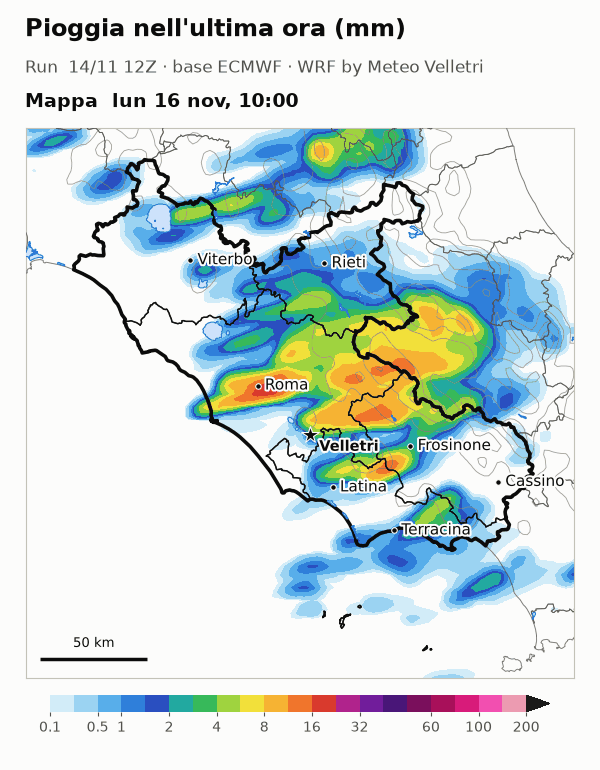 Pioggia nell'ultima ora (mm)
Run  14/11 12Z · base ECMWF · WRF by Meteo Velletri
Mappa  lun 16 nov, 10:00
Viterbo
Rieti
Roma
Velletri
Frosinone
Latina
Cassino
Terracina
50 km
0.1 0.5 1 2 4 8 16 32 60 100 200